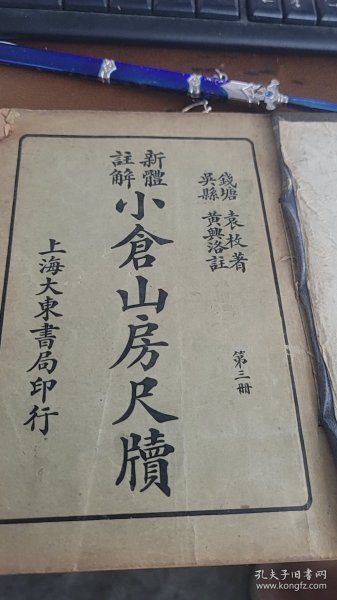 錢塘 袁枚著
吳縣 黃興洛註
第三冊
新體
註解
小倉山房尺牘
上海大東書局印行
孔夫子旧书网
www.kongfz.com